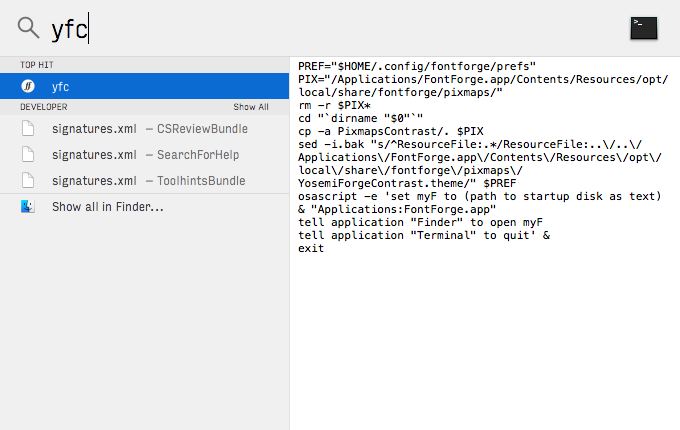 yfc
TOP HIT
yfc
DEVELOPER Show All
signatures.xml – CSReviewBundle
signatures.xml – SearchForHelp
signatures.xml – ToolhintsBundle
Show all in Finder...
PREF="$HOME/.config/fontforge/prefs"
PIX="/Applications/FontForge.app/Contents/Resources/opt/
local/share/fontforge/pixmaps/"
rm -r $PIX*
cd "`dirname "$0"`"
cp -a PixmapsContrast/. $PIX
sed -i.bak "s/^ResourceFile:.*/ResourceFile:..\/..\/
Applications\/FontForge.app\/Contents\/Resources\/opt\/
local\/share\/fontforge\/pixmaps\/
YosemiForgeContrast.theme/" $PREF
osascript -e 'set myF to (path to startup disk as text)
& "Applications:FontForge.app"
tell application "Finder" to open myF
tell application "Terminal" to quit' &
exit